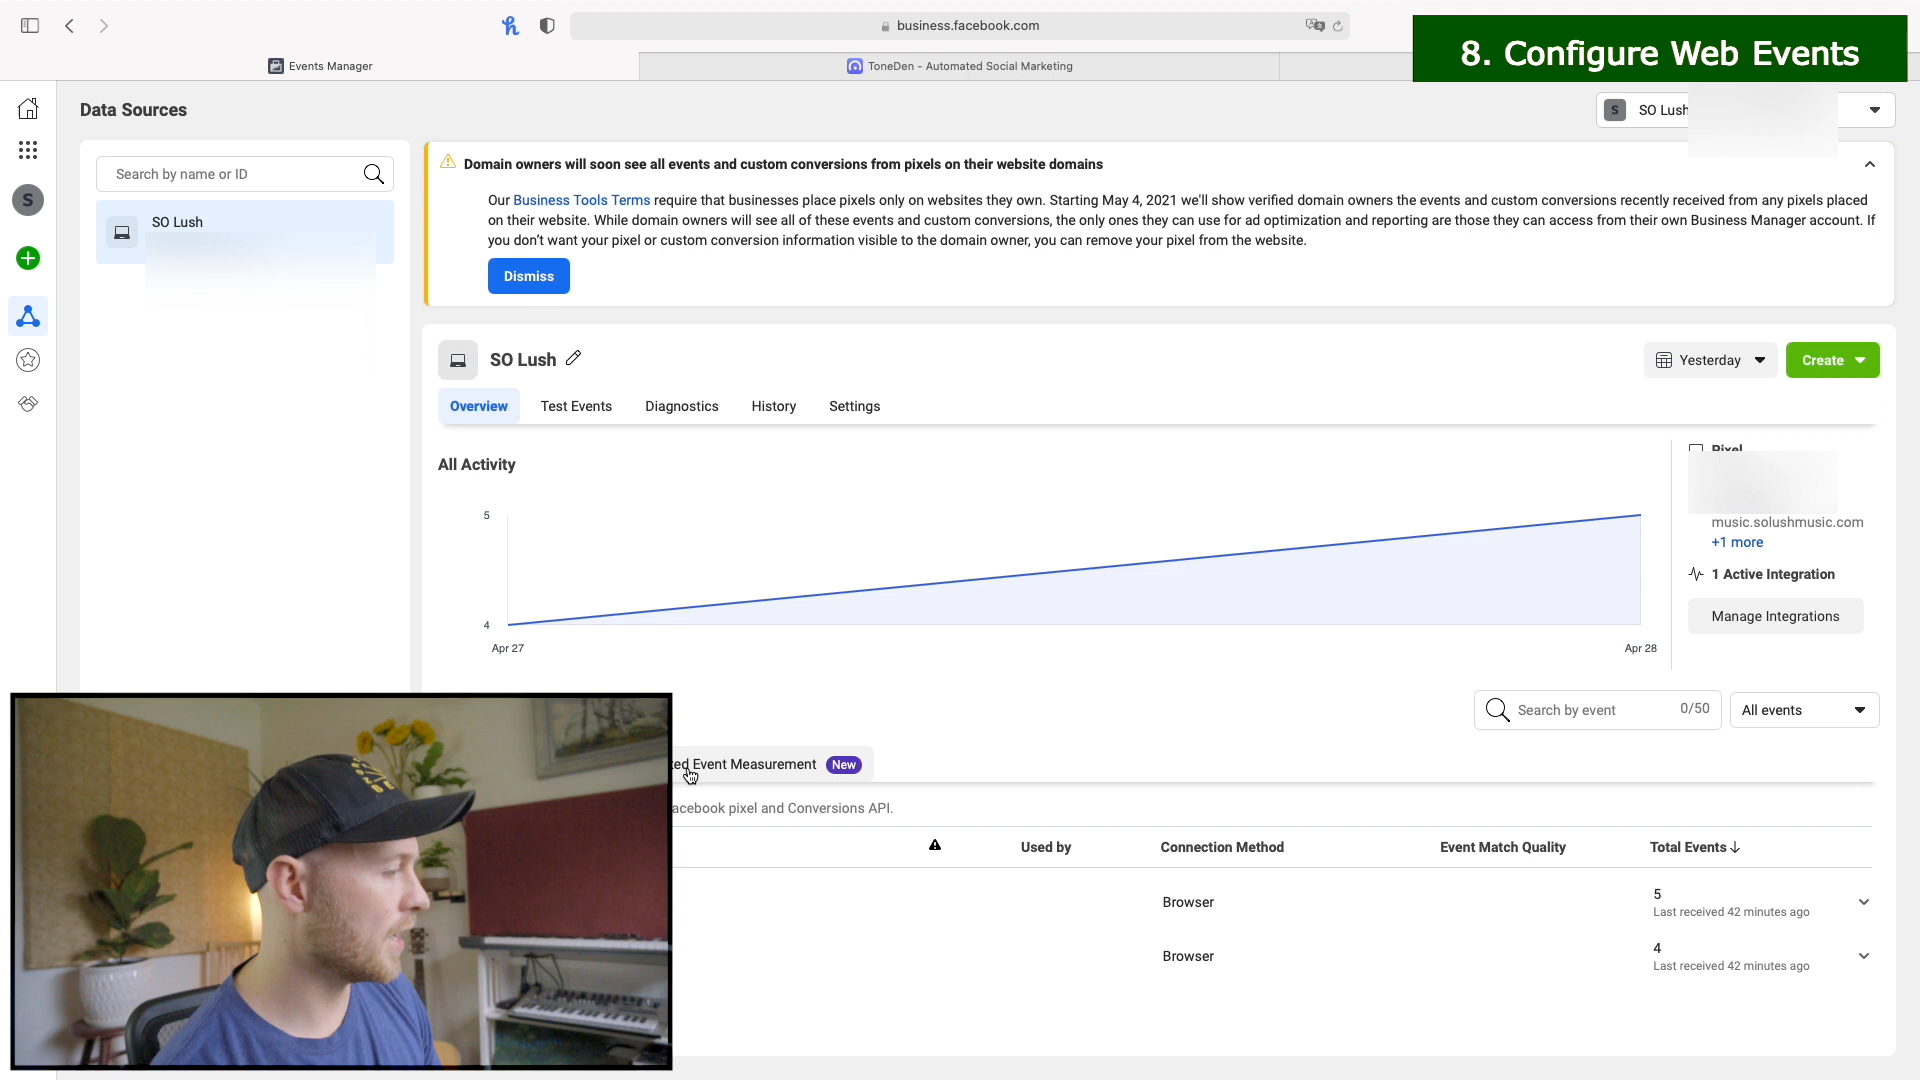 business.facebook.com
8. Configure Web Events
Events Manager
ToneDen - Automated Social Marketing
Data Sources
S SO Lush
Search by name or ID
S
SO Lush
Domain owners will soon see all events and custom conversions from pixels on their website domains
Our Business Tools Terms require that businesses place pixels only on websites they own. Starting May 4, 2021 we'll show verified domain owners the events and custom conversions recently received from any pixels placed
on their website. While domain owners will see all of these events and custom conversions, the only ones they can use for ad optimization and reporting are those they can access from their own Business Manager account. If
you don't want your pixel or custom conversion information visible to the domain owner, you can remove your pixel from the website.
Dismiss
SO Lush
Yesterday
Create
Overview Test Events Diagnostics History Settings
All Activity
Pixel
5
music.solushmusic.com
+1 more
1 Active Integration
Manage Integrations
4
Apr 27
Apr 28
Search by event 0/50
All events
ed Event Measurement New
acebook pixel and Conversions API.
Used by Connection Method Event Match Quality Total Events
Browser 5
Last received 42 minutes ago
Browser 4
Last received 42 minutes ago